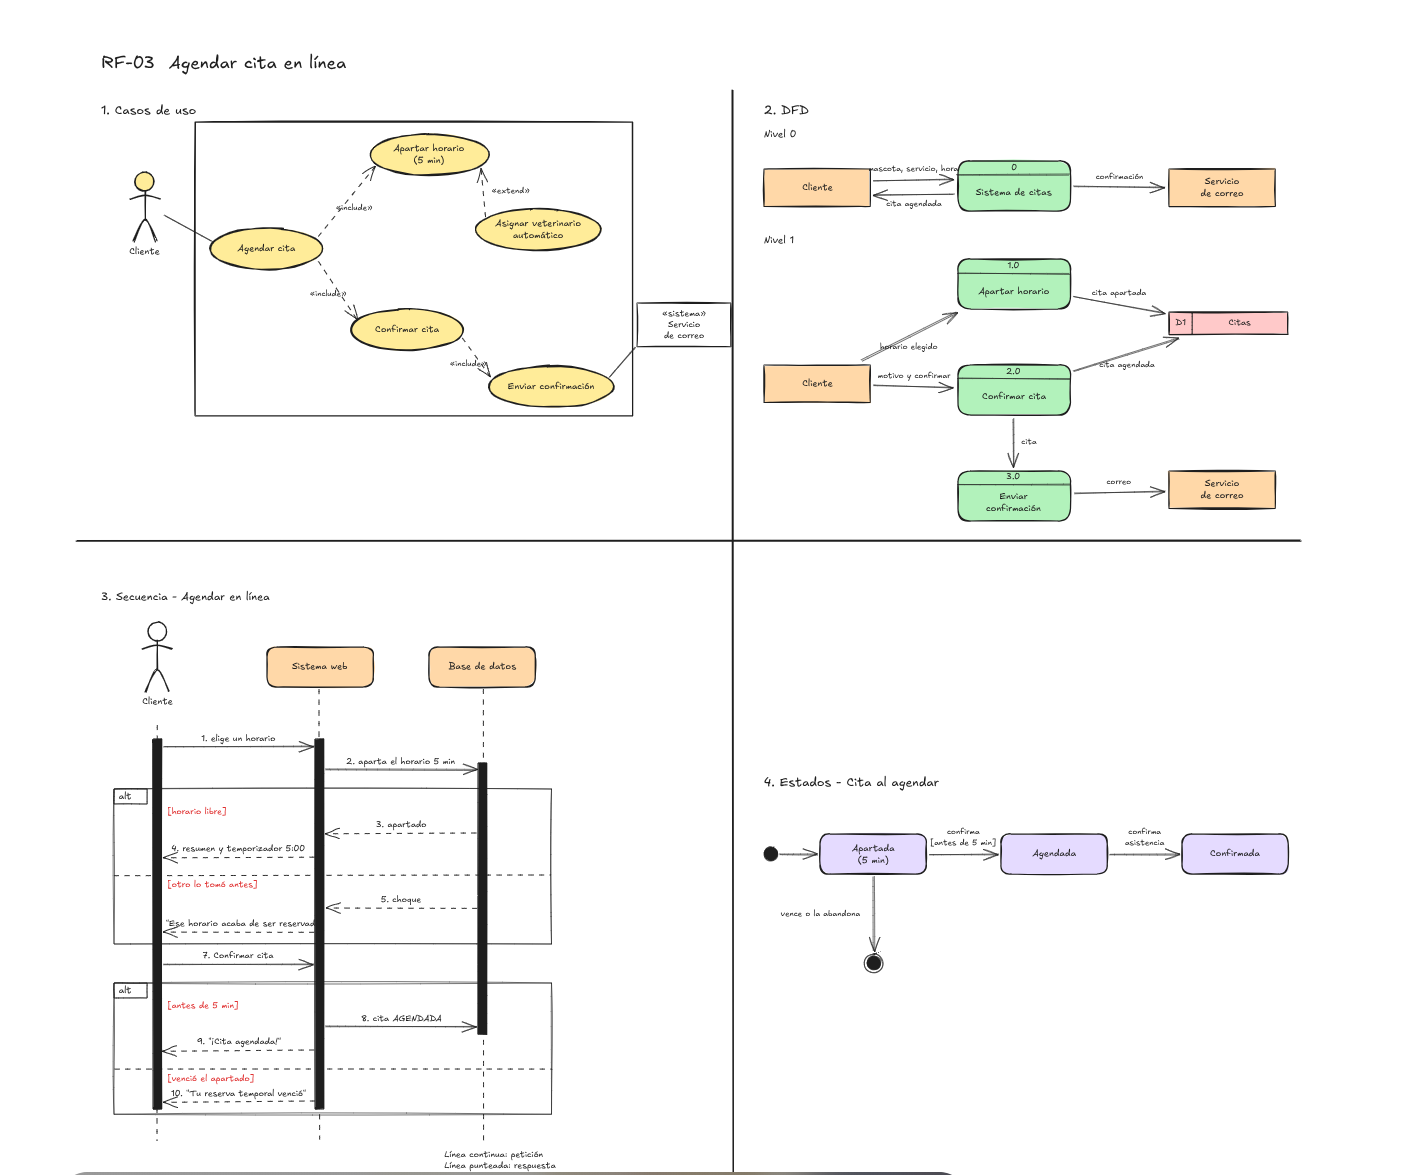 RF-03 Agendar cita en línea
1. Casos de uso
Apartar horario
(5 min)
«extend»
«include»
Asignar veterinario
automático
Agendar cita
Cliente
«include»
«sistema»
Servicio
de correo
Confirmar cita
«include»
Enviar confirmación
2. DFD
Nivel 0
Cliente
mascota, servicio, hora
cita agendada
0
Sistema de citas
confirmación
Servicio
de correo
Nivel 1
1.0
Apartar horario
cita apartada
D1
Citas
horario elegido
Cliente
motivo y confirmar
2.0
Confirmar cita
cita agendada
cita
3.0
Enviar
confirmación
correo
Servicio
de correo
3. Secuencia - Agendar en línea
Cliente
Sistema web
Base de datos
1. elige un horario
2. aparta el horario 5 min
alt
[horario libre]
3. apartado
4. resumen y temporizador 5:00
[otro lo tomó antes]
5. choque
"Ese horario acaba de ser reservad
7. Confirmar cita
alt
[antes de 5 min]
8. cita AGENDADA
9. "¡Cita agendada!"
[venció el apartado]
10. "Tu reserva temporal venció"
Línea continua: petición
Línea punteada: respuesta
4. Estados - Cita al agendar
Apartada
(5 min)
confirma
[antes de 5 min]
Agendada
confirma
asistencia
Confirmada
vence o la abandona